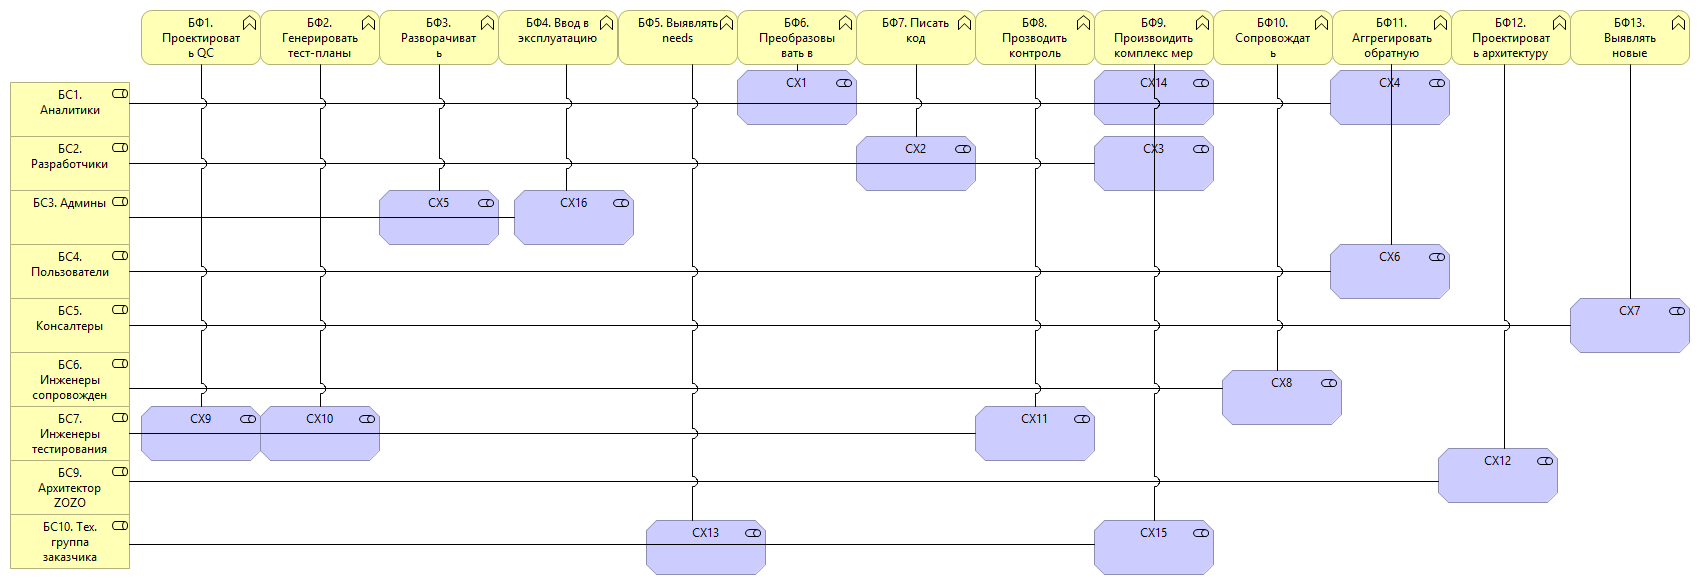 БФ1.
Проектироват
ь QC
БФ2.
Генерировать
тест-планы
БФ3.
Разворачиват
ь
БФ4. Ввод в
эксплуатацию
БФ5. Выявлять
needs
БФ6.
Преобразовы
вать в
БФ7. Писать
код
БФ8.
Прозводить
контроль
БФ9.
Произвоидить
комплекс мер
БФ10.
Сопровождат
ь
БФ11.
Аггрегировать
обратную
БФ12.
Проектироват
ь архитектуру
БФ13.
Выявлять
новые
БС1.
Аналитики
СХ1
СХ14
СХ4
БС2.
Разработчики
СХ2
СХ3
БС3. Админы
СХ5
СХ16
БС4.
Пользователи
СХ6
БС5.
Консалтеры
СХ7
БС6.
Инженеры
сопровожден
СХ8
БС7.
Инженеры
тестирования
СХ9
СХ10
СХ11
БС9.
Архитектор
ZOZO
СХ12
БС10. Тех.
группа
заказчика
СХ13
СХ15